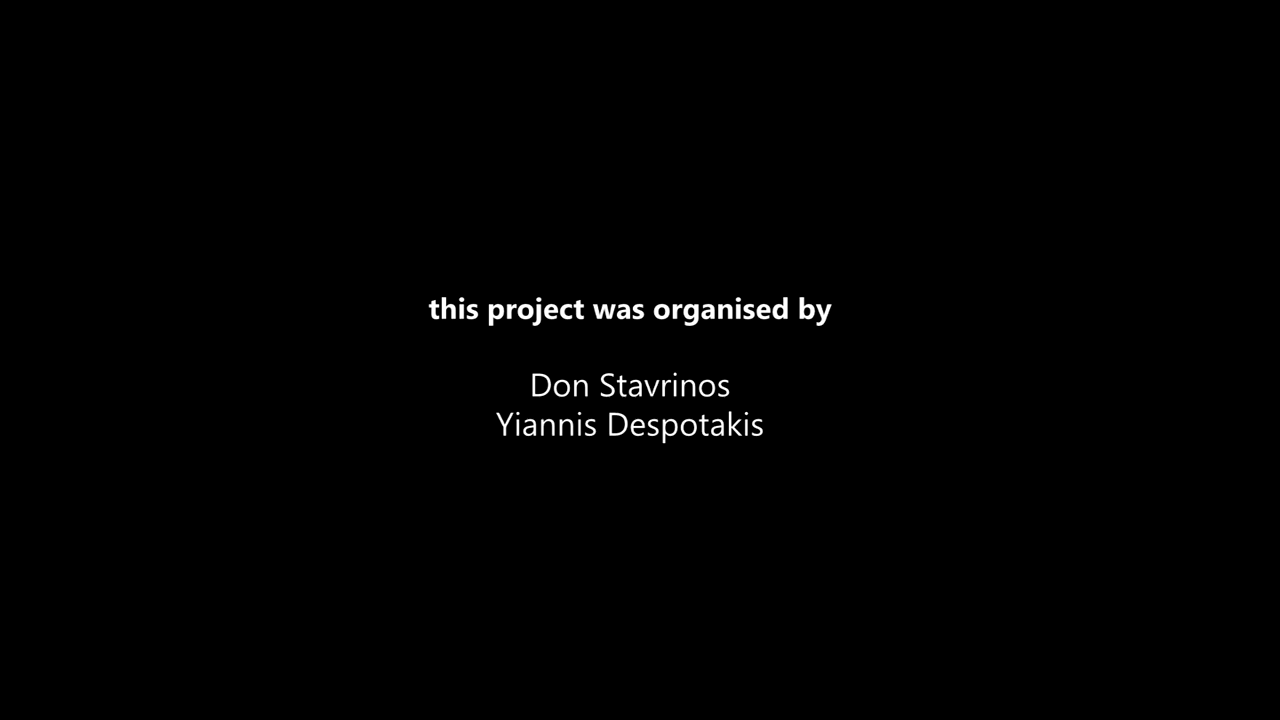 this project was organised by
Don Stavrinos
Yiannis Despotakis